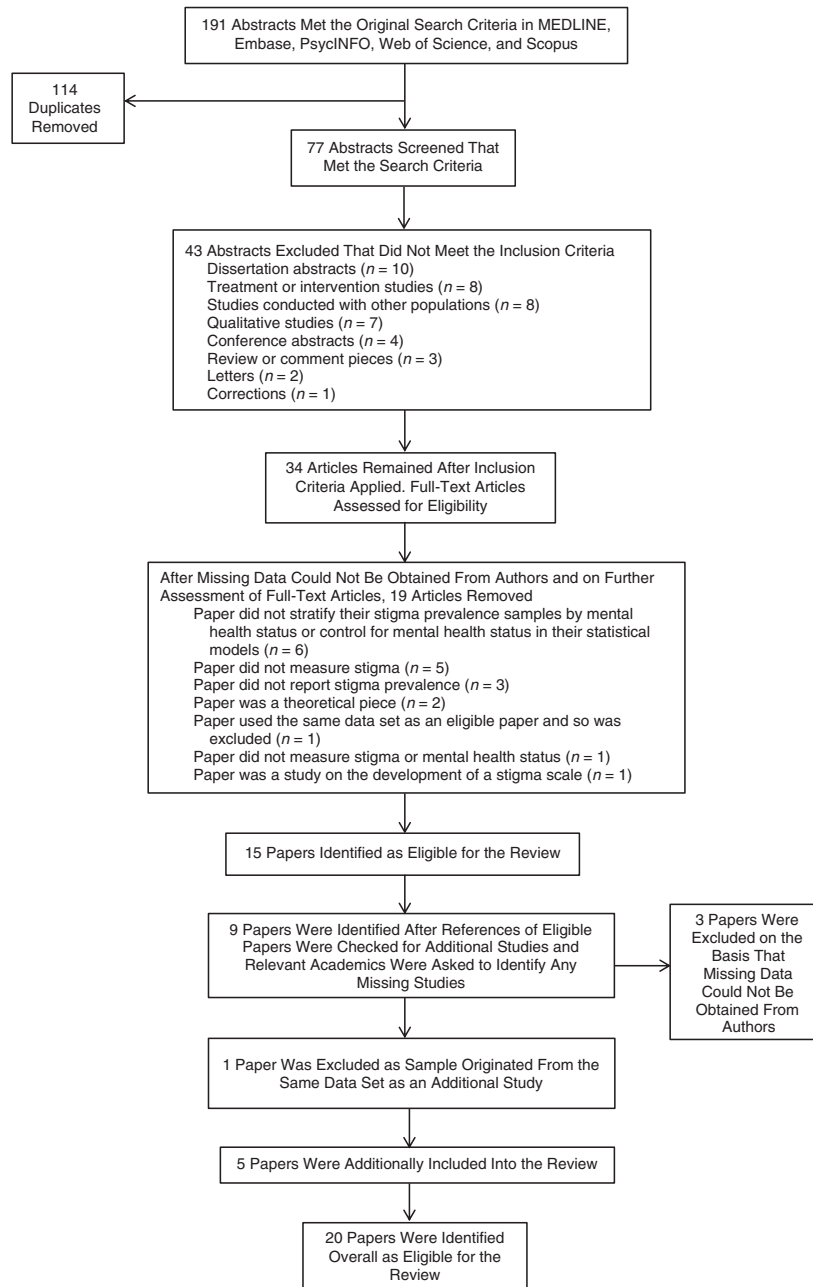 191 Abstracts Met the Original Search Criteria in MEDLINE,
Embase, PsycINFO, Web of Science, and Scopus
114
Duplicates
Removed
77 Abstracts Screened That
Met the Search Criteria
43 Abstracts Excluded That Did Not Meet the Inclusion Criteria
Dissertation abstracts (n = 10)
Treatment or intervention studies (n = 8)
Studies conducted with other populations (n = 8)
Qualitative studies (n = 7)
Conference abstracts (n = 4)
Review or comment pieces (n = 3)
Letters (n = 2)
Corrections (n = 1)
34 Articles Remained After Inclusion
Criteria Applied. Full-Text Articles
Assessed for Eligibility
After Missing Data Could Not Be Obtained From Authors and on Further
Assessment of Full-Text Articles, 19 Articles Removed
Paper did not stratify their stigma prevalence samples by mental
health status or control for mental health status in their statistical
models (n = 6)
Paper did not measure stigma (n = 5)
Paper did not report stigma prevalence (n = 3)
Paper was a theoretical piece (n = 2)
Paper used the same data set as an eligible paper and so was
excluded (n = 1)
Paper did not measure stigma or mental health status (n = 1)
Paper was a study on the development of a stigma scale (n = 1)
15 Papers Identified as Eligible for the Review
9 Papers Were Identified After References of Eligible
Papers Were Checked for Additional Studies and
Relevant Academics Were Asked to Identify Any
Missing Studies
3 Papers Were
Excluded on the
Basis That
Missing Data
Could Not Be
Obtained From
Authors
1 Paper Was Excluded as Sample Originated From the
Same Data Set as an Additional Study
5 Papers Were Additionally Included Into the Review
20 Papers Were Identified
Overall as Eligible for the
Review